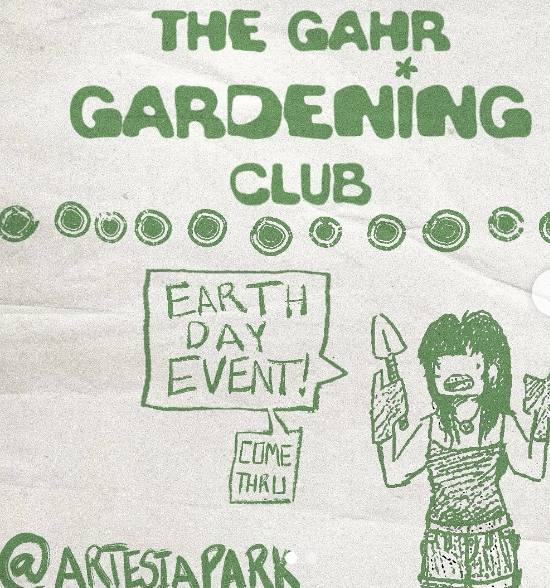 THE GAHR
GARDENING
CLUB
EARTH
DAY
EVENT!
COME
THRU
@ARTESIAPARK